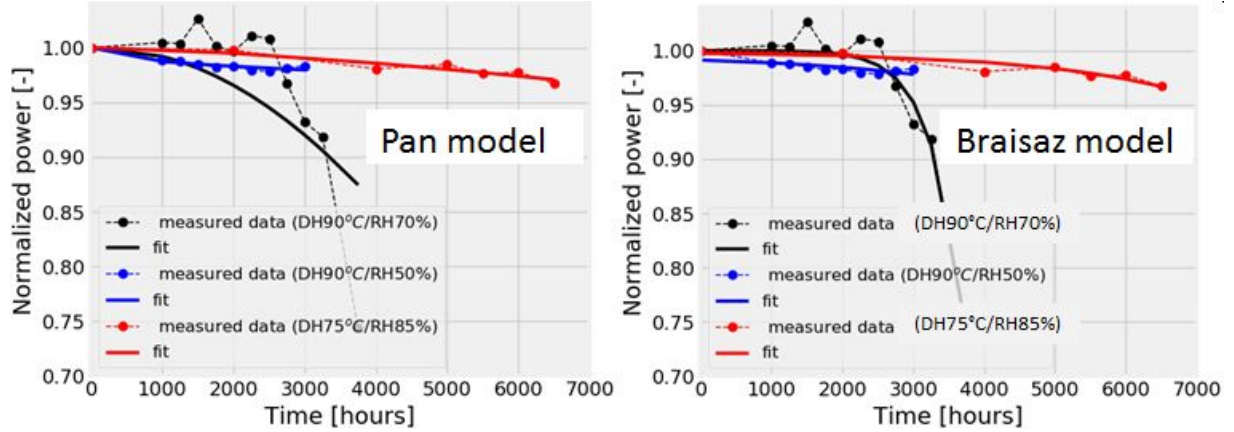 Pan model
Normalized power [-]
1.00
0.95
0.90
0.85
0.80
0.75
0.70
measured data (DH90°C/RH70%)
fit
measured data (DH90°C/RH50%)
fit
measured data (DH75°C/RH85%)
fit
0 1000 2000 3000 4000 5000 6000 7000
Time [hours]
Braisaz model
Normalized power [-]
1.00
0.95
0.90
0.85
0.80
0.75
0.70
measured data (DH90°C/RH70%)
fit
measured data (DH90°C/RH50%)
fit
measured data (DH75°C/RH85%)
fit
0 1000 2000 3000 4000 5000 6000 7000
Time [hours]